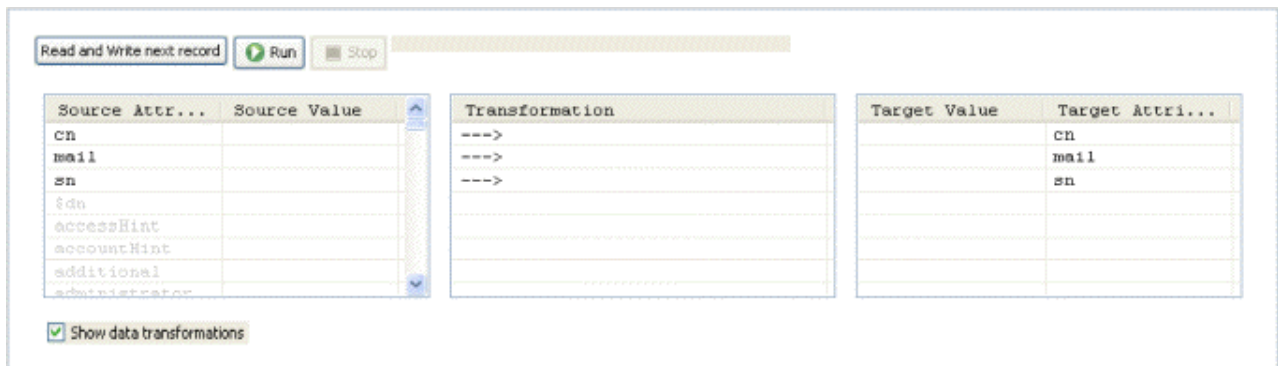 Read and Write next record Run Stop
Source Attr... Source Value Transformation Target Value Target Attri...
cn ---> cn
mail ---> mail
sn ---> sn
$dn
accessHint
accountHint
additional
administrator
Show data transformations